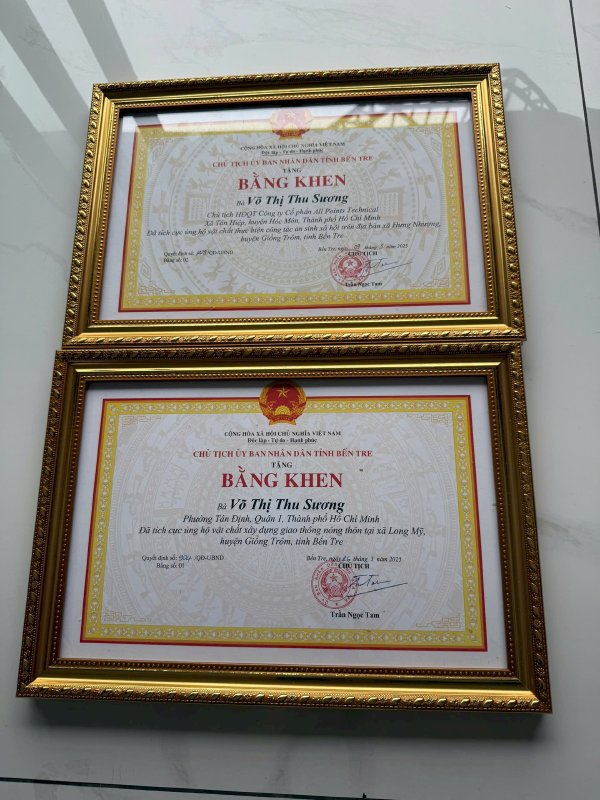 CỘNG HÒA XÃ HỘI CHỦ NGHĨA VIỆT NAM
Độc lập - Tự do - Hạnh phúc
CHỦ TỊCH ỦY BAN NHÂN DÂN TỈNH BẾN TRE
TẶNG
BẰNG KHEN
Bà Võ Thị Thu Sương
Chủ tịch HĐQT Công ty Cổ phần All Points Technical
Xã Tân Hiệp, huyện Hóc Môn, Thành phố Hồ Chí Minh
Đã tích cực ủng hộ vật chất thực hiện công tác an sinh xã hội trên địa bàn xã Hưng Nhượng,
huyện Giồng Trôm, tỉnh Bến Tre
Quyết định số: /QĐ-UBND
Bảng số: 02
Bến Tre, ngày tháng 5 năm 2025
CHỦ TỊCH
Trần Ngọc Tam
CỘNG HÒA XÃ HỘI CHỦ NGHĨA VIỆT NAM
Độc lập - Tự do - Hạnh phúc
CHỦ TỊCH ỦY BAN NHÂN DÂN TỈNH BẾN TRE
TẶNG
BẰNG KHEN
Bà Võ Thị Thu Sương
Phường Tân Định, Quận 1, Thành phố Hồ Chí Minh
Đã tích cực ủng hộ vật chất xây dựng giao thông nông thôn tại xã Long Mỹ,
huyện Giồng Trôm, tỉnh Bến Tre
Quyết định số: /QĐ-UBND
Bảng số: 01
Bến Tre, ngày tháng 3 năm 2025
CHỦ TỊCH
Trần Ngọc Tam